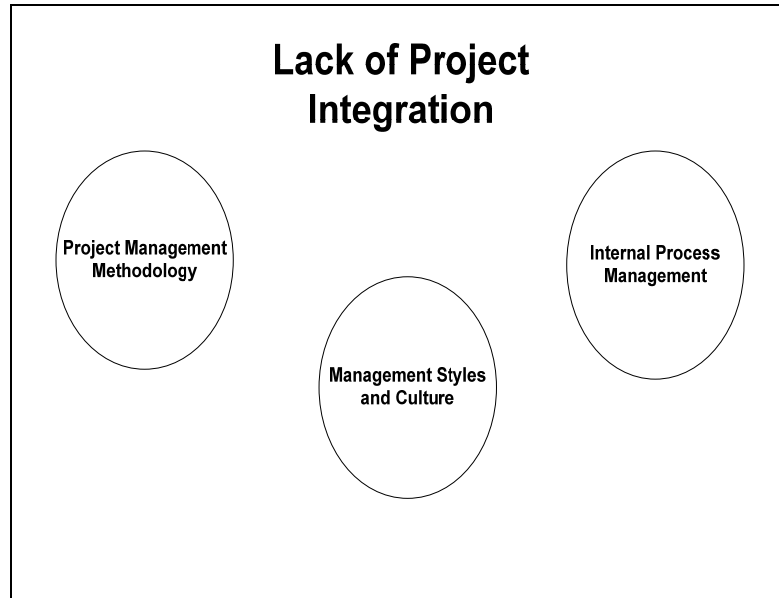 Lack of Project
Integration
Project Management
Methodology
Management Styles
and Culture
Internal Process
Management